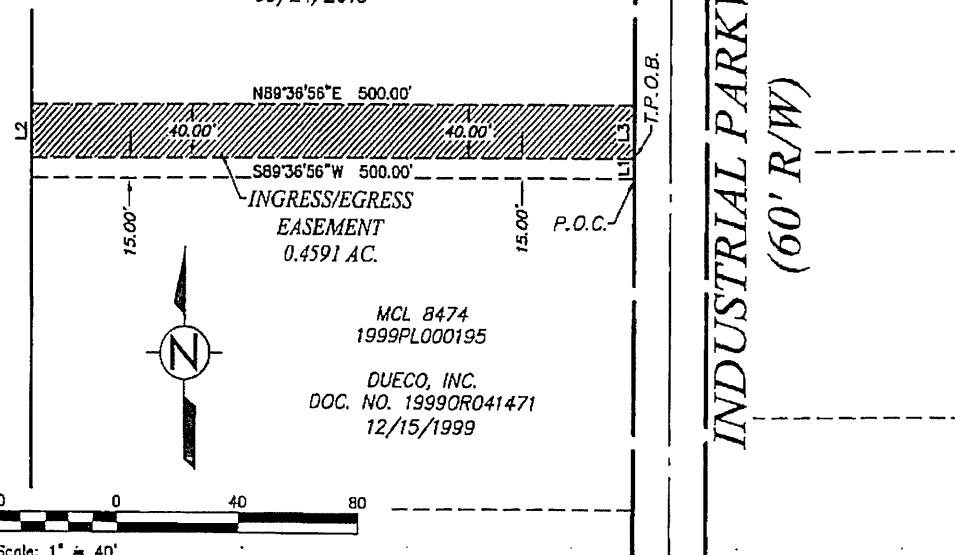 N89°36'56"E 500.00'
L2
40.00'
40.00'
L3
T.P.O.B.
S89°36'56"W 500.00'
L1
INGRESS/EGRESS
EASEMENT
0.4591 AC.
15.00'
15.00'
P.O.C.
INDUSTRIAL PARKW
(60' R/W)
N
MCL 8474
1999PL000195
DUECO, INC.
DOC. NO. 1999OR041471
12/15/1999
0 40 80
Scale: 1" = 40'